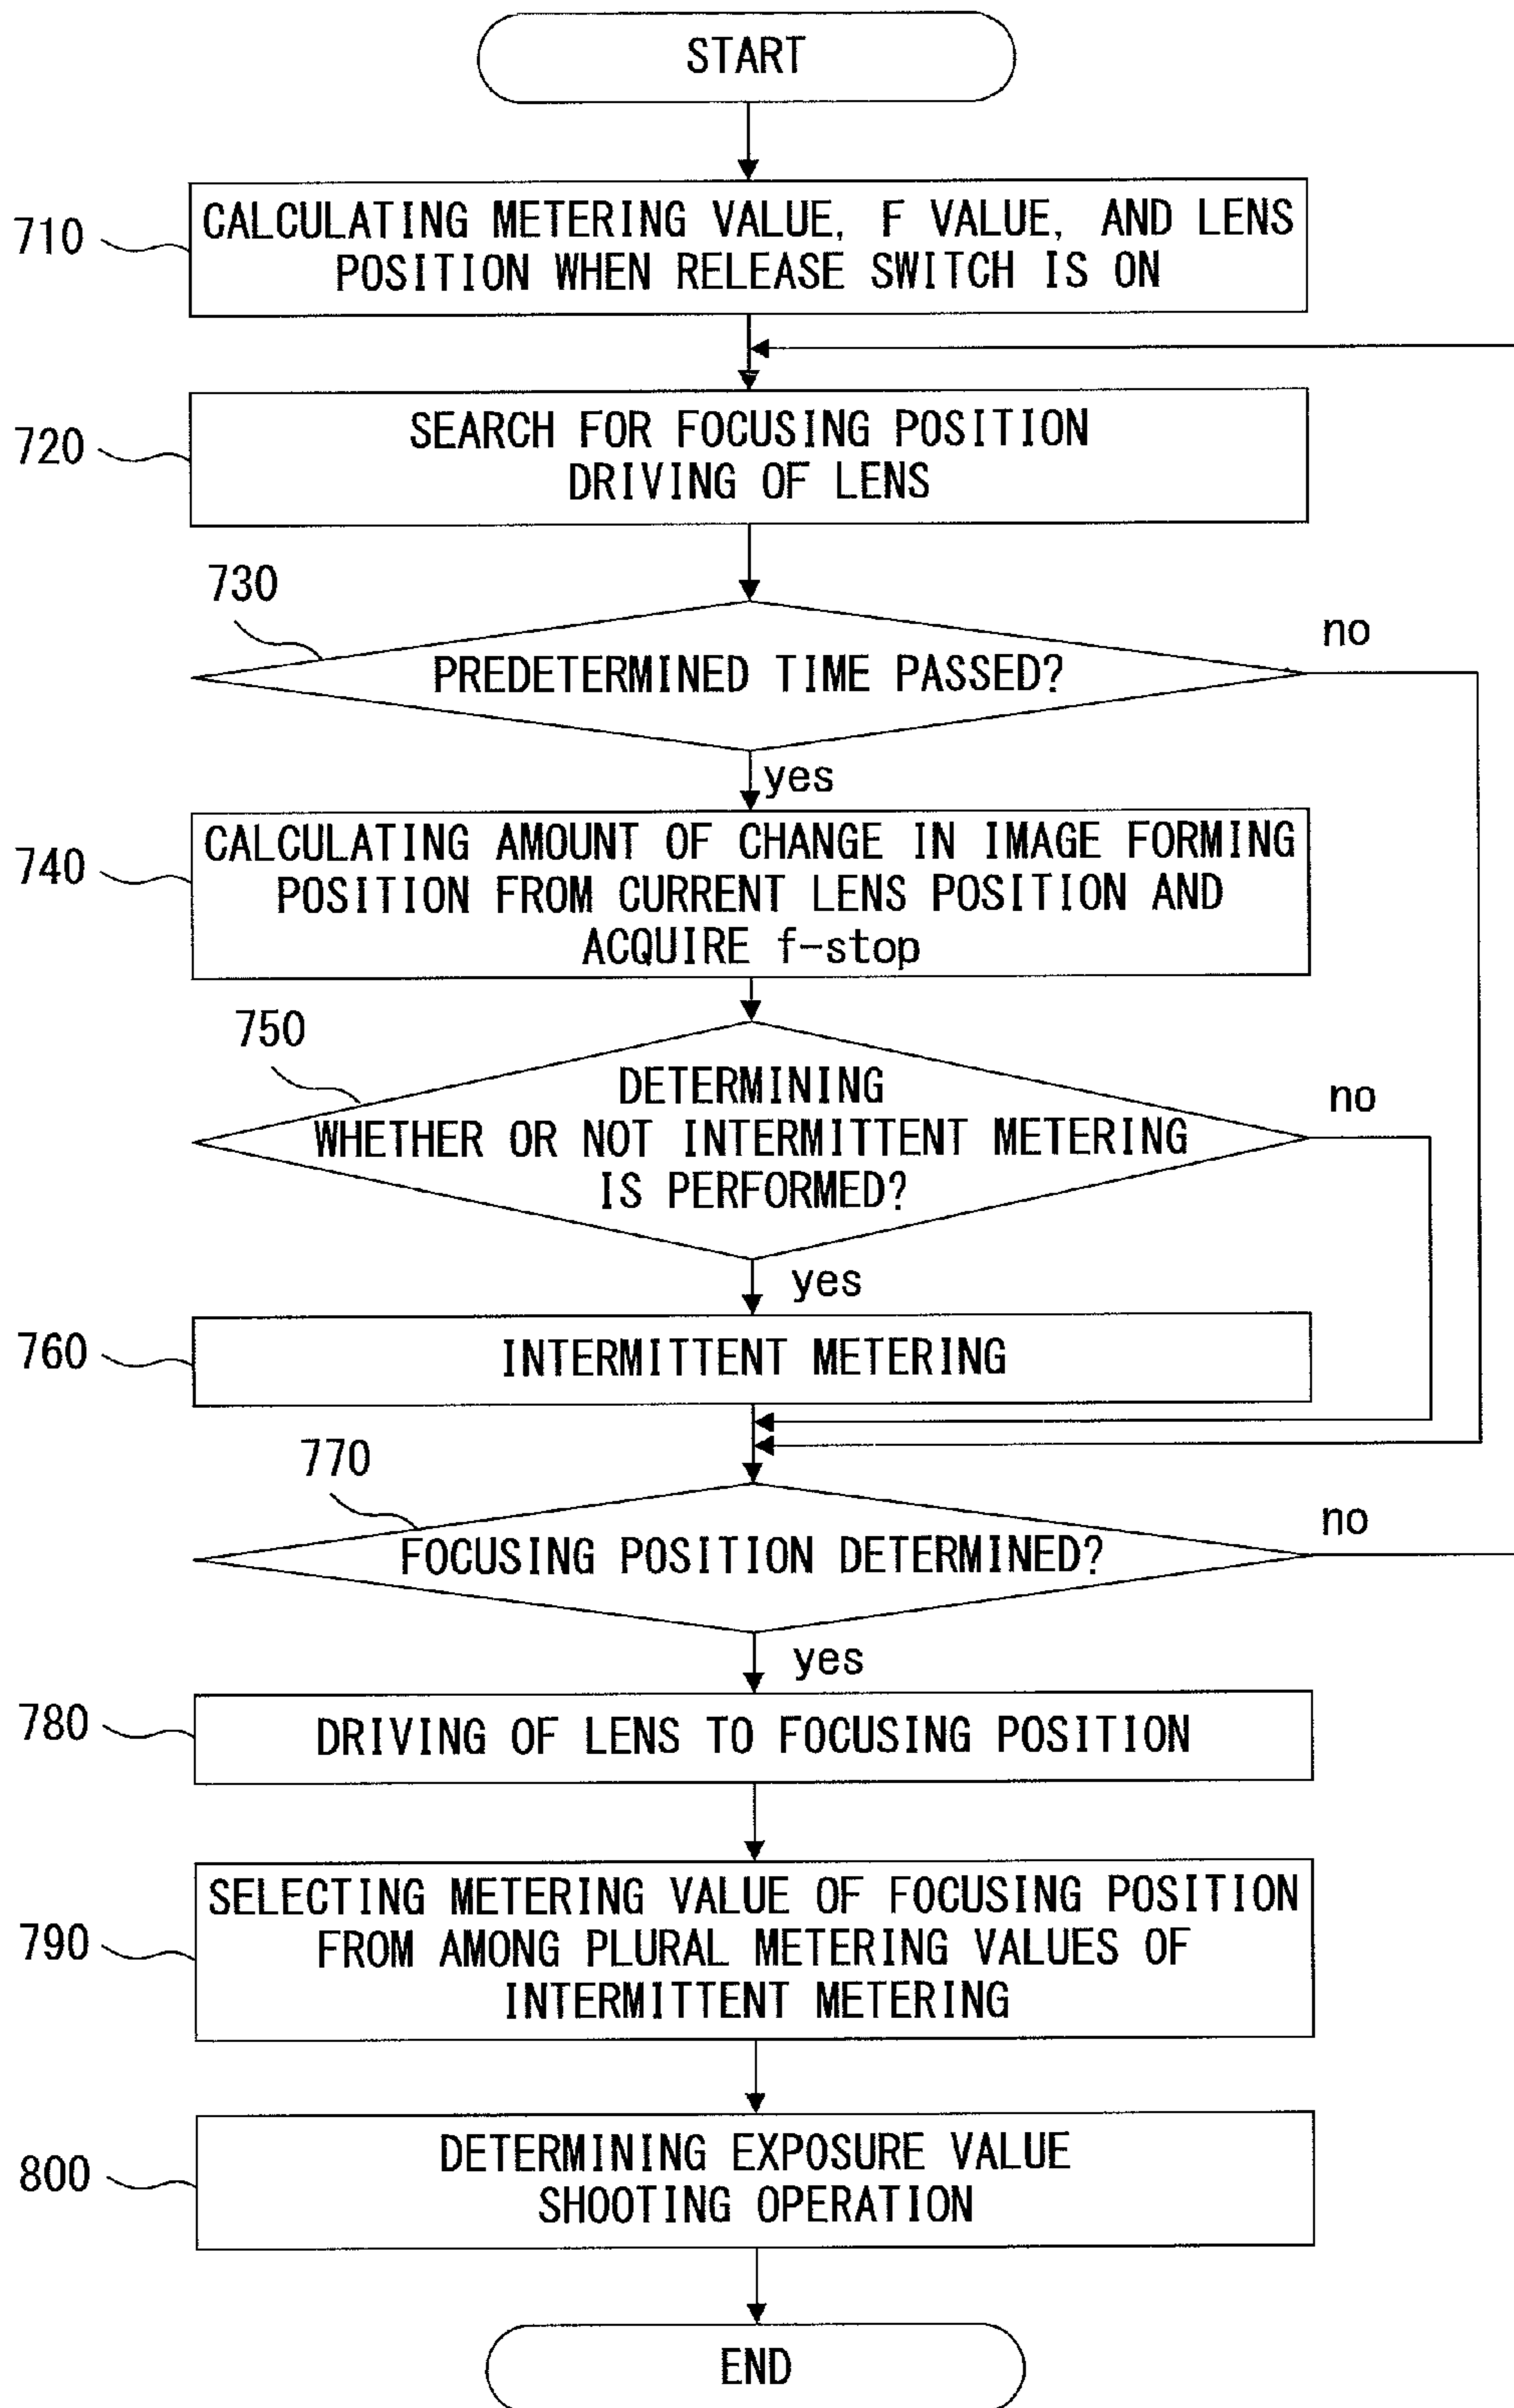 START
710
CALCULATING METERING VALUE, F VALUE, AND LENS
POSITION WHEN RELEASE SWITCH IS ON
720
SEARCH FOR FOCUSING POSITION
DRIVING OF LENS
730
PREDETERMINED TIME PASSED?
no
yes
740
CALCULATING AMOUNT OF CHANGE IN IMAGE FORMING
POSITION FROM CURRENT LENS POSITION AND
ACQUIRE f-stop
750
DETERMINING
WHETHER OR NOT INTERMITTENT METERING
IS PERFORMED?
no
yes
760
INTERMITTENT METERING
770
FOCUSING POSITION DETERMINED?
no
yes
780
DRIVING OF LENS TO FOCUSING POSITION
790
SELECTING METERING VALUE OF FOCUSING POSITION
FROM AMONG PLURAL METERING VALUES OF
INTERMITTENT METERING
800
DETERMINING EXPOSURE VALUE
SHOOTING OPERATION
END